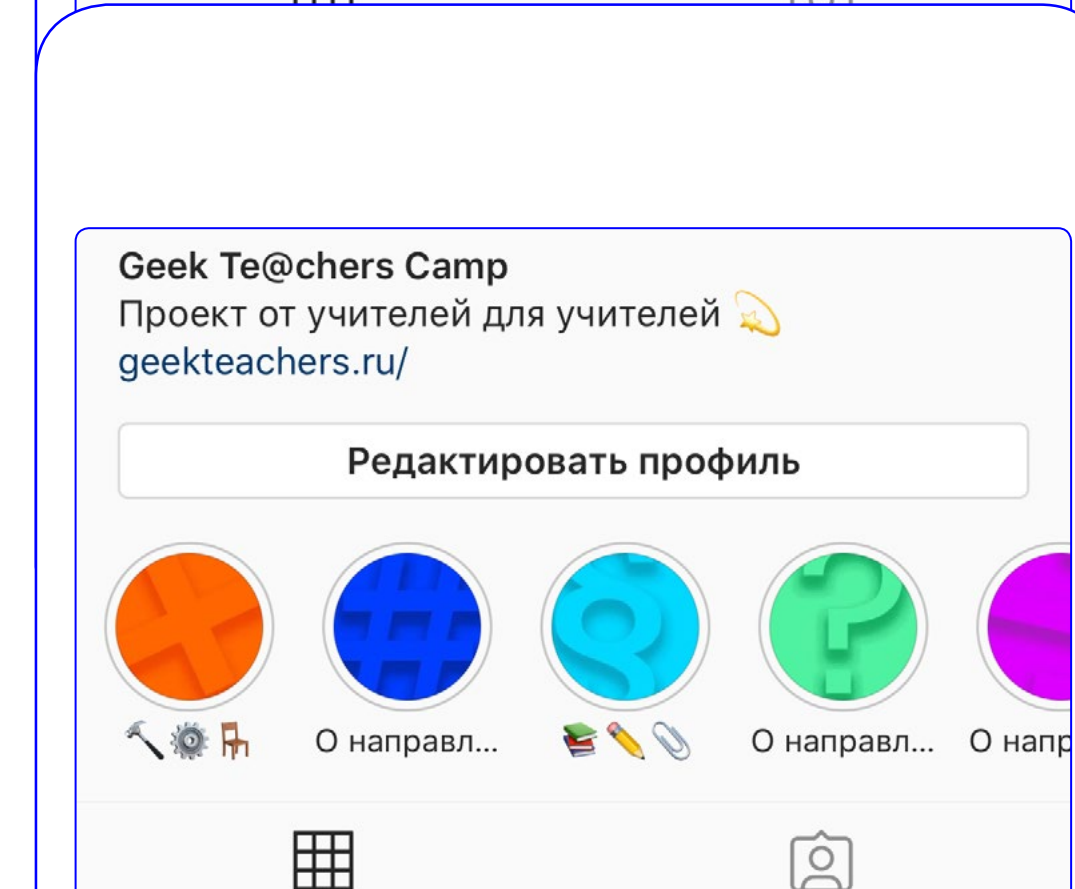 Geek Te@chers Camp
Проект от учителей для учителей 💫
geekteachers.ru/
Редактировать профиль
🔨⚙️🪑 О направл... 📚✏️📎 О направл... О напр